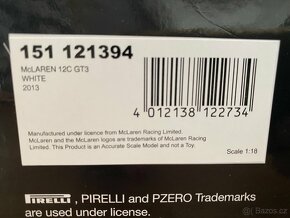 151 121394
McLAREN 12C GT3
WHITE
2013
4 012138 122734
Manufactured under licence from McLaren Racing Limited.
McLaren and the McLaren logos are trademarks of McLaren
Racing Limited.
This Product is an Accurate Scale Model and not a Toy.
Scale 1:18
PIRELLI, PIRELLI and PZERO Trademarks
are used under license.